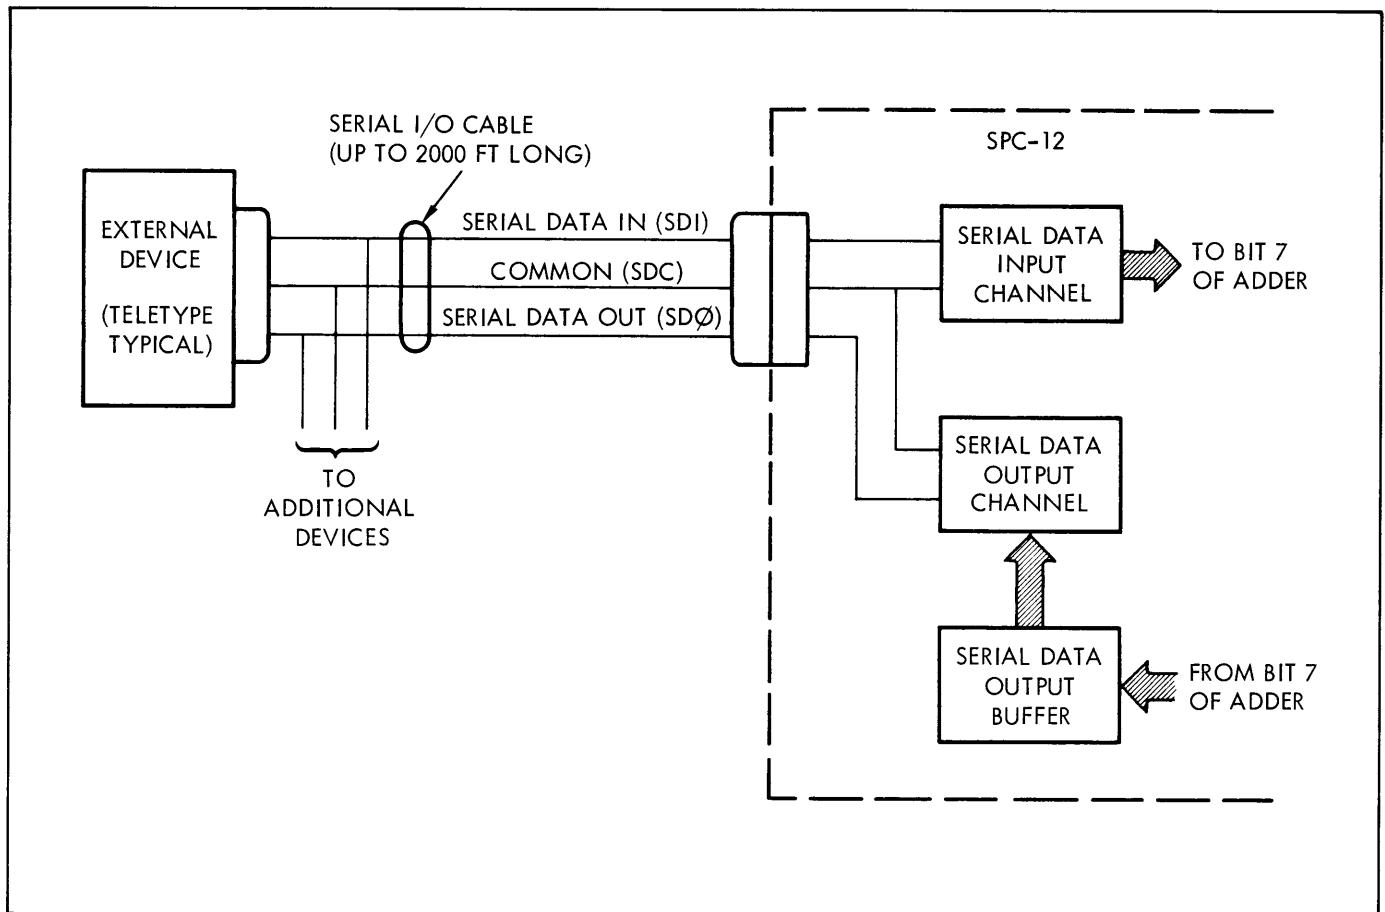 SERIAL I/O CABLE
(UP TO 2000 FT LONG)
SPC-12
EXTERNAL
DEVICE
(TELETYPE
TYPICAL)
SERIAL DATA IN (SDI)
COMMON (SDC)
SERIAL DATA OUT (SDØ)
SERIAL DATA
INPUT
CHANNEL
TO BIT 7
OF ADDER
TO
ADDITIONAL
DEVICES
SERIAL DATA
OUTPUT
CHANNEL
SERIAL DATA
OUTPUT
BUFFER
FROM BIT 7
OF ADDER